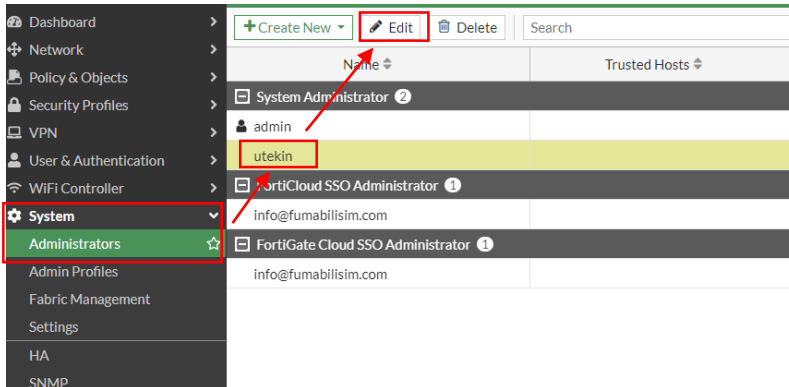 Dashboard
Network
Policy & Objects
Security Profiles
VPN
User & Authentication
WiFi Controller
System
Administrators
Admin Profiles
Fabric Management
Settings
HA
SNMP
+Create New Edit Delete Search
Name Trusted Hosts
System Administrator 2
admin
utekin
FortiCloud SSO Administrator 1
info@fumabilisim.com
FortiGate Cloud SSO Administrator 1
info@fumabilisim.com